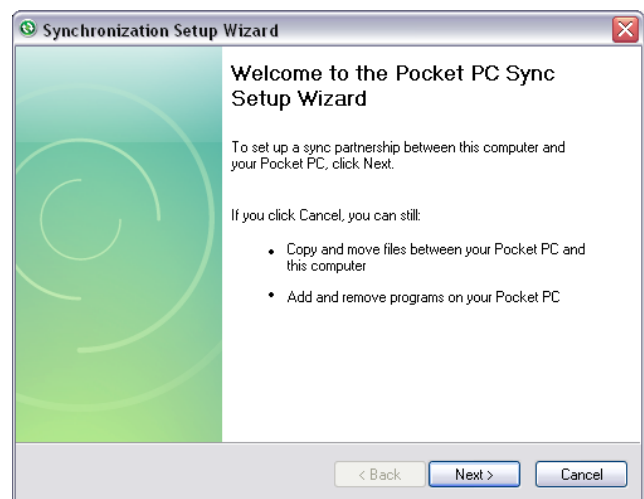 Synchronization Setup Wizard
Welcome to the Pocket PC Sync
Setup Wizard
To set up a sync partnership between this computer and
your Pocket PC, click Next.
If you click Cancel, you can still:
• Copy and move files between your Pocket PC and
this computer
• Add and remove programs on your Pocket PC
< Back Next > Cancel